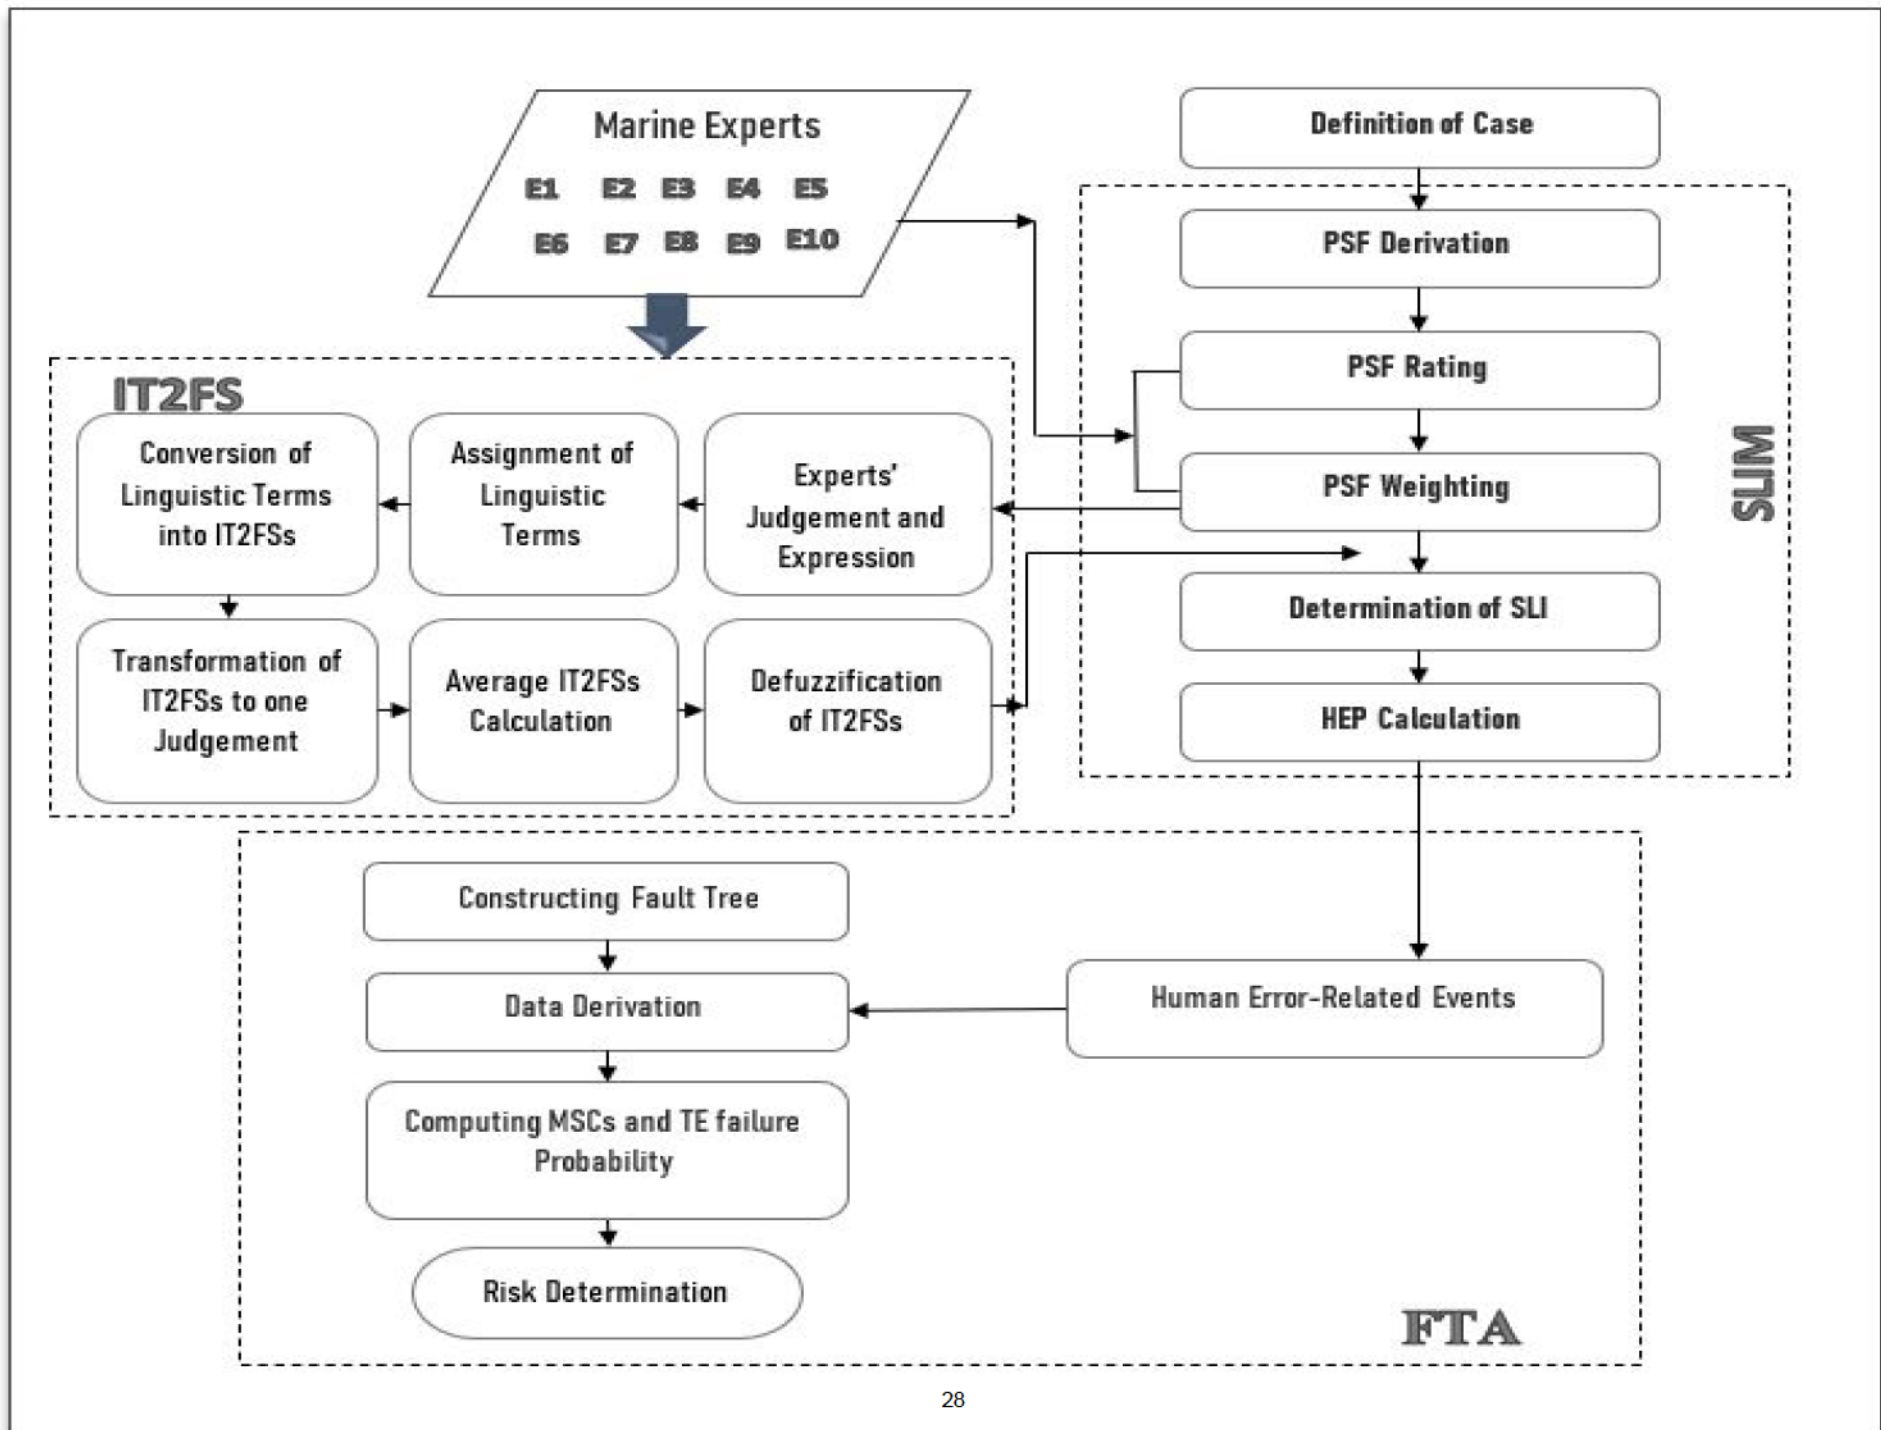 Marine Experts
E1 E2 E3 E4 E5
E6 E7 E8 E9 E10
Definition of Case
PSF Derivation
PSF Rating
PSF Weighting
Determination of SLI
HEP Calculation
SLIM
IT2FS
Conversion of
Linguistic Terms
into IT2FSs
Assignment of
Linguistic
Terms
Experts’
Judgement and
Expression
Transformation of
IT2FSs to one
Judgement
Average IT2FSs
Calculation
Defuzzification
of IT2FSs
Constructing Fault Tree
Data Derivation
Human Error-Related Events
Computing MSCs and TE failure
Probability
Risk Determination
FTA
28